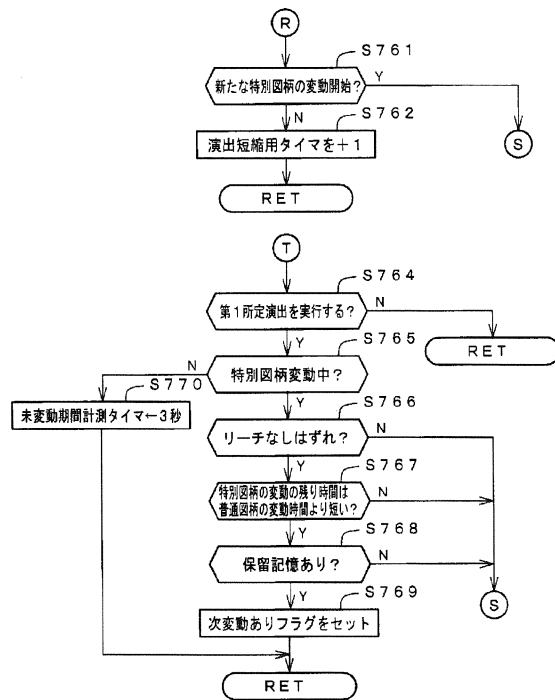 R
S761
新たな特別図柄の変動開始?
Y
N
S762
S
演出短縮用タイマを+1
RET
T
S764
第1所定演出を実行する?
N
Y
S765
RET
N
特別図柄変動中?
S770
Y
S766
未変動期間計測タイマ←3秒
リーチなしはずれ?
N
Y
S767
特別図柄の変動の残り時間は
普通図柄の変動時間より短い?
N
Y
S768
保留記憶あり?
N
Y
S769
S
次変動ありフラグをセット
RET